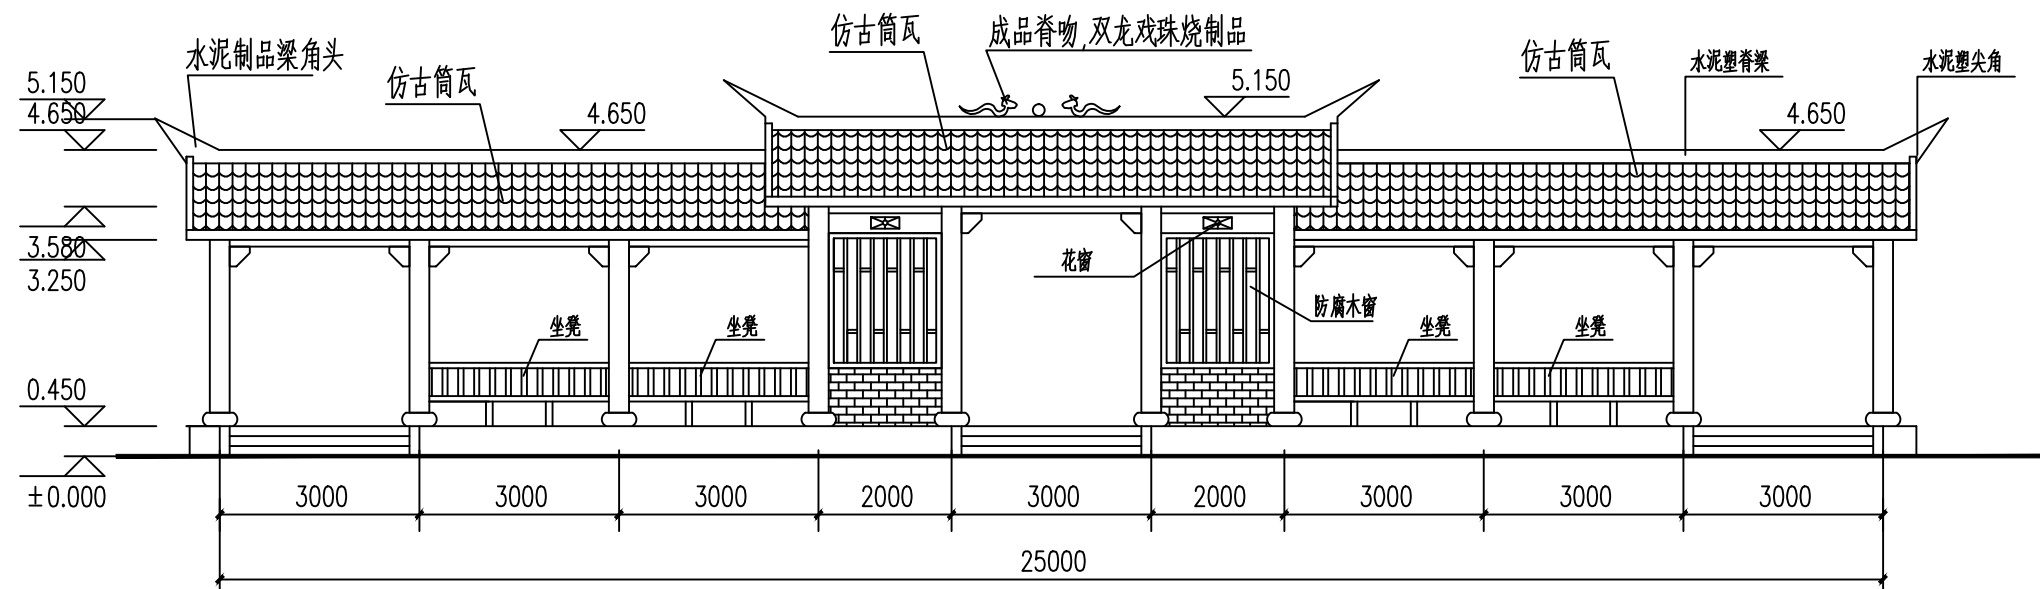 仿古筒瓦
成品脊吻,双龙戏珠烧制品
水泥制品梁角头
仿古筒瓦
水泥塑脊梁
水泥塑尖角
仿古筒瓦
5.150
5.150
4.650
4.650
4.650
3.580
3.250
花窗
防腐木窗
坐凳
坐凳
坐凳
坐凳
0.450
±0.000
3000 3000 3000 2000 3000 2000 3000 3000 3000
25000